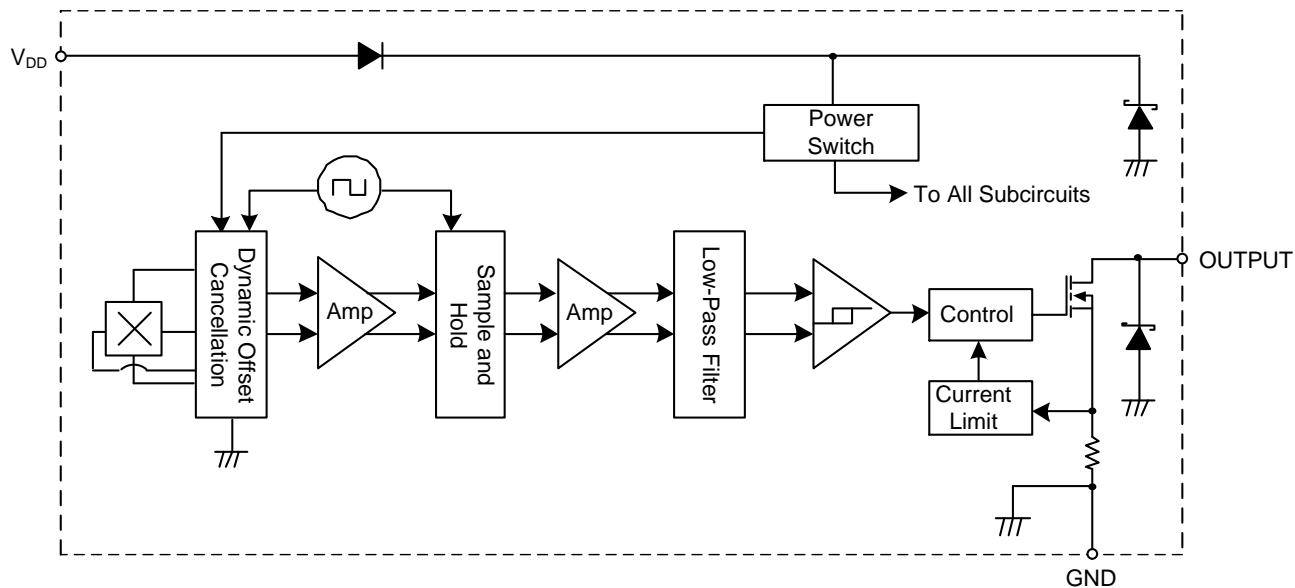 V_DD
Power
Switch
To All Subcircuits
Dynamic Offset
Cancellation
Amp
Sample and
Hold
Amp
Low-Pass Filter
Control
Current
Limit
OUTPUT
GND